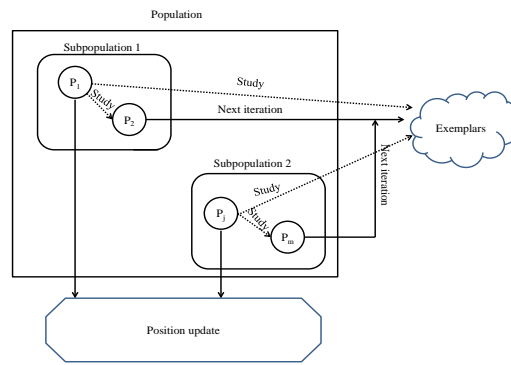 Population
Subpopulation 1
P1
Study
P2
Study
Next iteration
Exemplars
Subpopulation 2
Pj
Study
Pm
Study
Next iteration
Position update